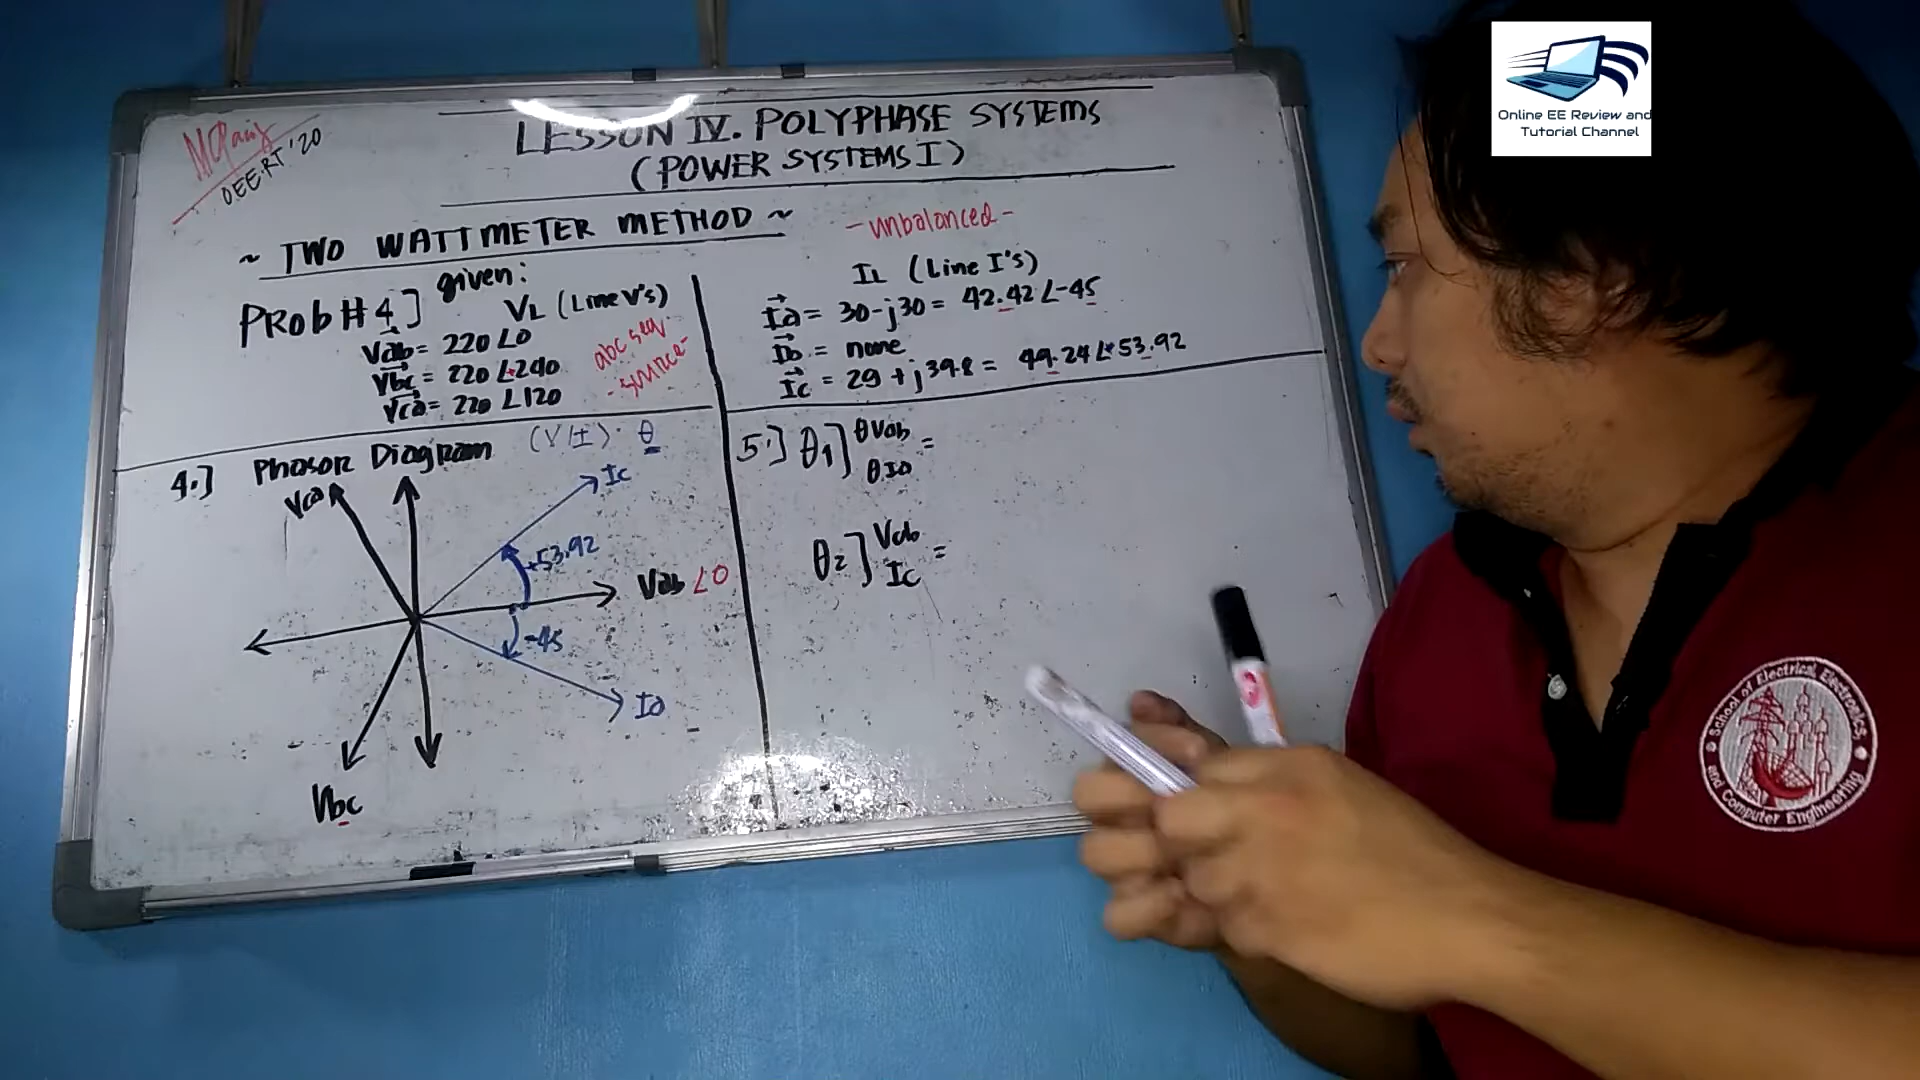 MCPauig
OEE.RT '20
LESSON IV. POLYPHASE SYSTEMS
(POWER SYSTEMS I)
~ TWO WATTMETER METHOD ~
- unbalanced -
PRob # 4]
given:
VL (Line V's)
Vab = 220 ∠0
Vbc = 220 ∠+240
Vca = 220 ∠120
abc seq.
- source -
IL (Line I's)
Ia = 30-j30 = 42.42 ∠-45
Ib = none
Ic = 29 + j39.8 = 49.24 ∠+53.92
4.] Phasor Diagram (V/I) : θ
Vca
Ic
+53.92
Vab ∠0
-45
Ia
Vbc
5.] θ1] θVab =
θIa
θ2] Vcb =
Ic
Online EE Review and
Tutorial Channel
School of Electrical, Electronics,
and Computer Engineering